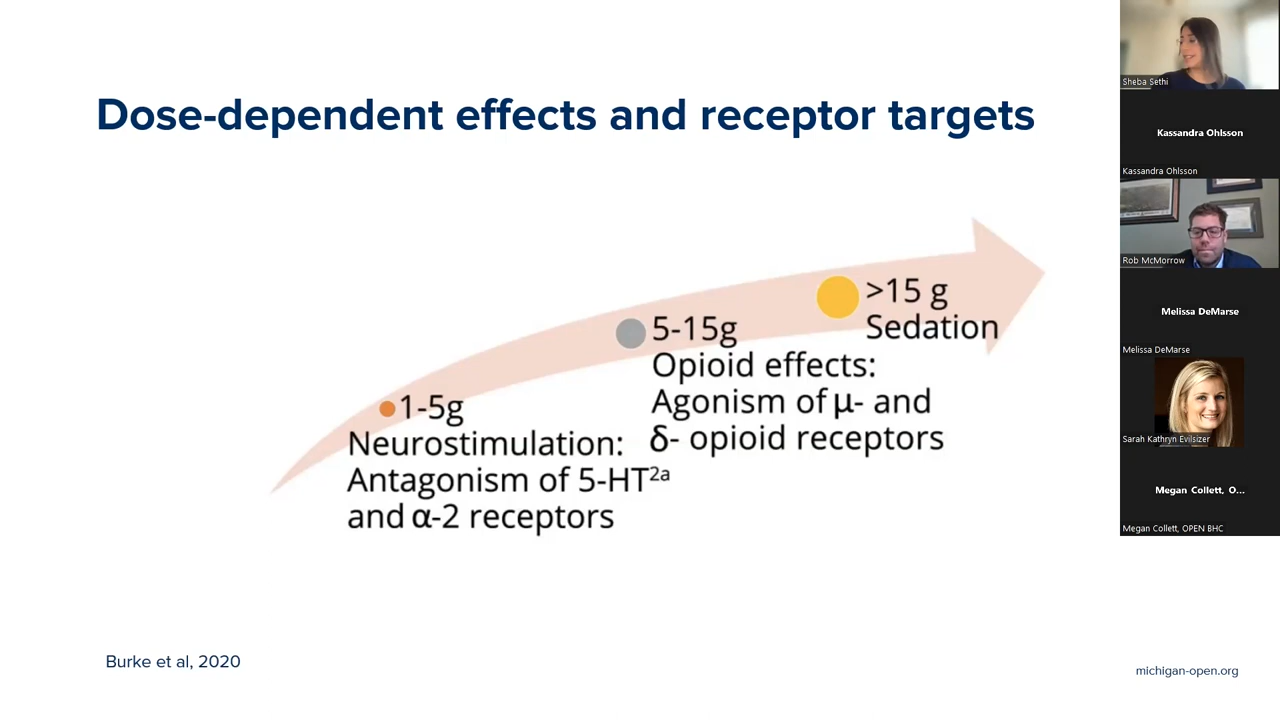 Dose-dependent effects and receptor targets
1-5g
Neurostimulation:
Antagonism of 5-HT²ᵃ
and α-2 receptors
5-15g
Opioid effects:
Agonism of μ- and
δ- opioid receptors
>15 g
Sedation
Burke et al, 2020
michigan-open.org
Sheba Sethi
Kassandra Ohlsson
Kassandra Ohlsson
Rob McMorrow
Melissa DeMarse
Melissa DeMarse
Sarah Kathryn Evilsizer
Megan Collett, O...
Megan Collett, OPEN BHC